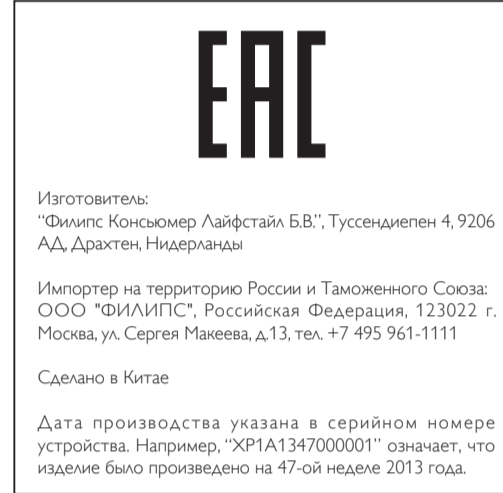 EAC
Изготовитель:
“Филипс Консьюмер Лайфстайл Б.В.”, Туссендиепен 4, 9206
АД, Драхтен, Нидерланды
Импортер на территорию России и Таможенного Союза:
ООО "ФИЛИПС", Российская Федерация, 123022 г.
Москва, ул. Сергея Макеева, д.13, тел. +7 495 961-1111
Сделано в Китае
Дата производства указана в серийном номере
устройства. Например, “XP1A1347000001” означает, что
изделие было произведено на 47-ой неделе 2013 года.